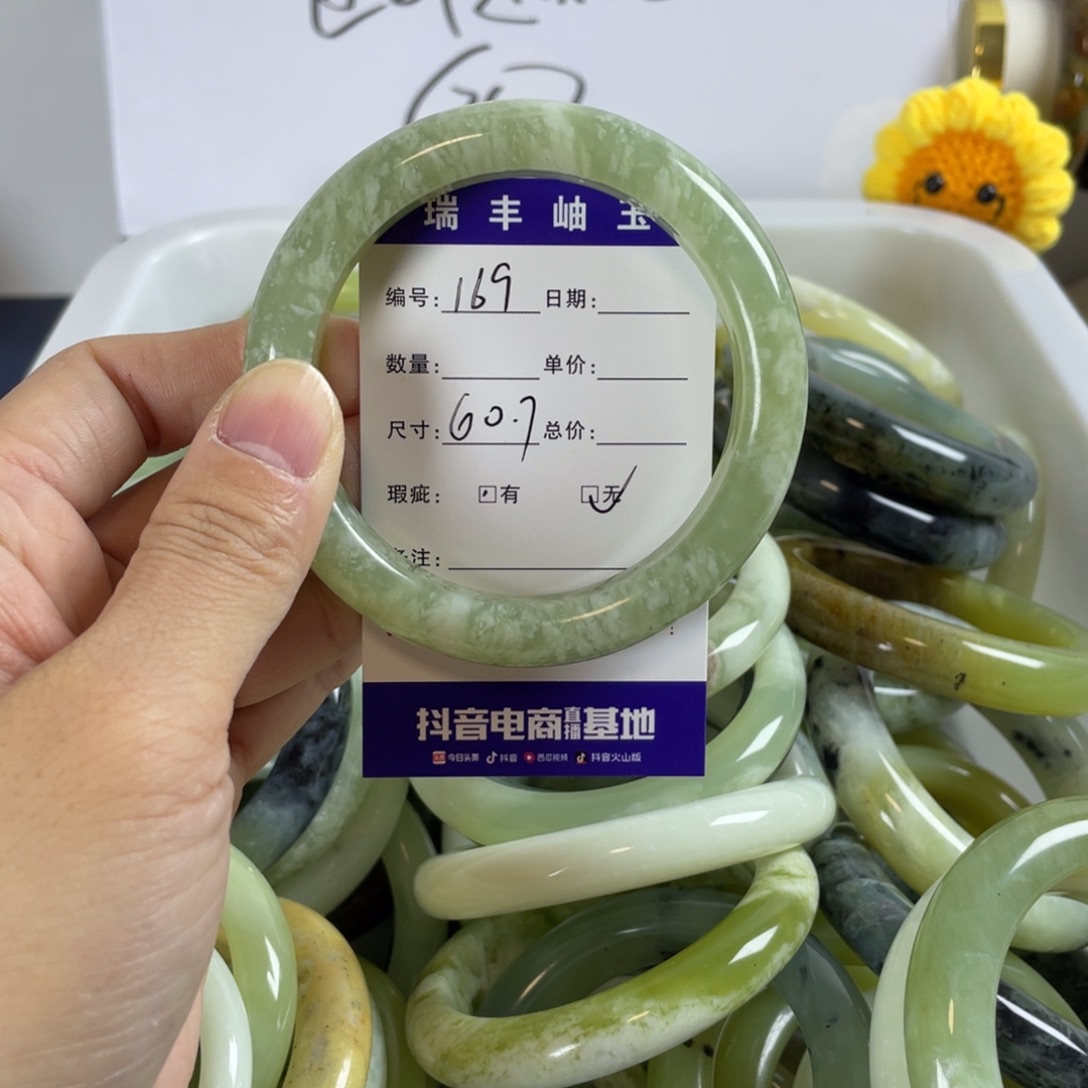 瑞丰岫玉
编号: 169 日期:
数量: 单价:
尺寸: 60.7 总价:
瑕疵: 有 无
备注:
抖音电商直播基地
今日头条 抖音 西瓜视频 抖音火山版